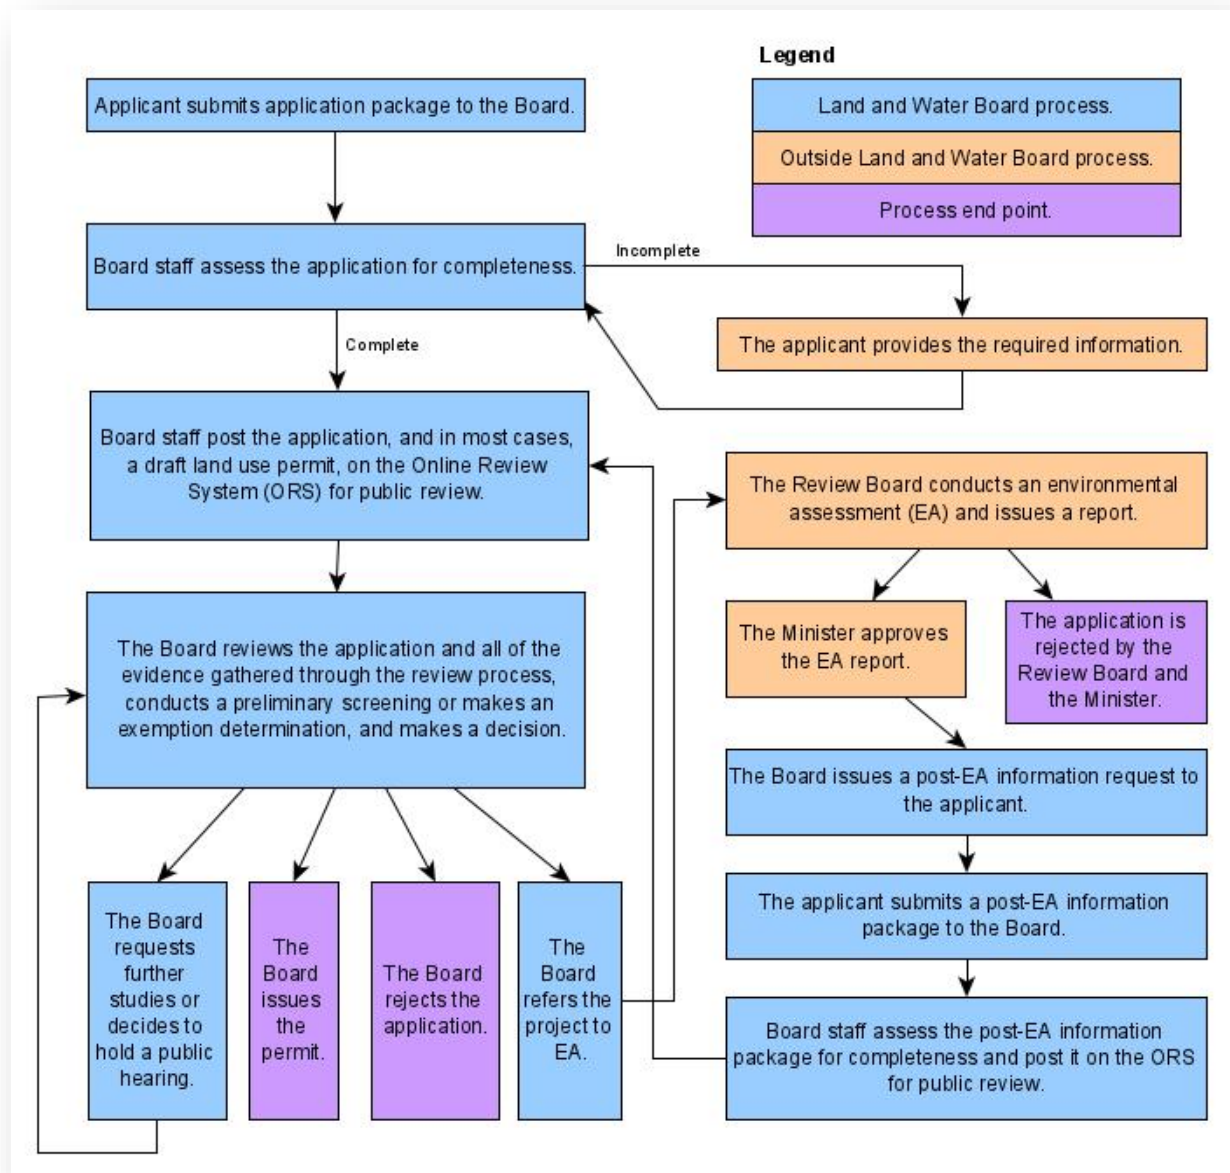 Legend
Land and Water Board process.
Outside Land and Water Board process.
Process end point.
Applicant submits application package to the Board.
Board staff assess the application for completeness.
Incomplete
The applicant provides the required information.
Complete
Board staff post the application, and in most cases,
a draft land use permit, on the Online Review
System (ORS) for public review.
The Board reviews the application and all of the
evidence gathered through the review process,
conducts a preliminary screening or makes an
exemption determination, and makes a decision.
The Board
requests
further
studies or
decides to
hold a public
hearing.
The
Board
issues
the
permit.
The Board
rejects the
application.
The
Board
refers the
project to
EA.
The Review Board conducts an environmental
assessment (EA) and issues a report.
The Minister approves
the EA report.
The application is
rejected by the
Review Board and
the Minister.
The Board issues a post-EA information request to
the applicant.
The applicant submits a post-EA information
package to the Board.
Board staff assess the post-EA information
package for completeness and post it on the ORS
for public review.